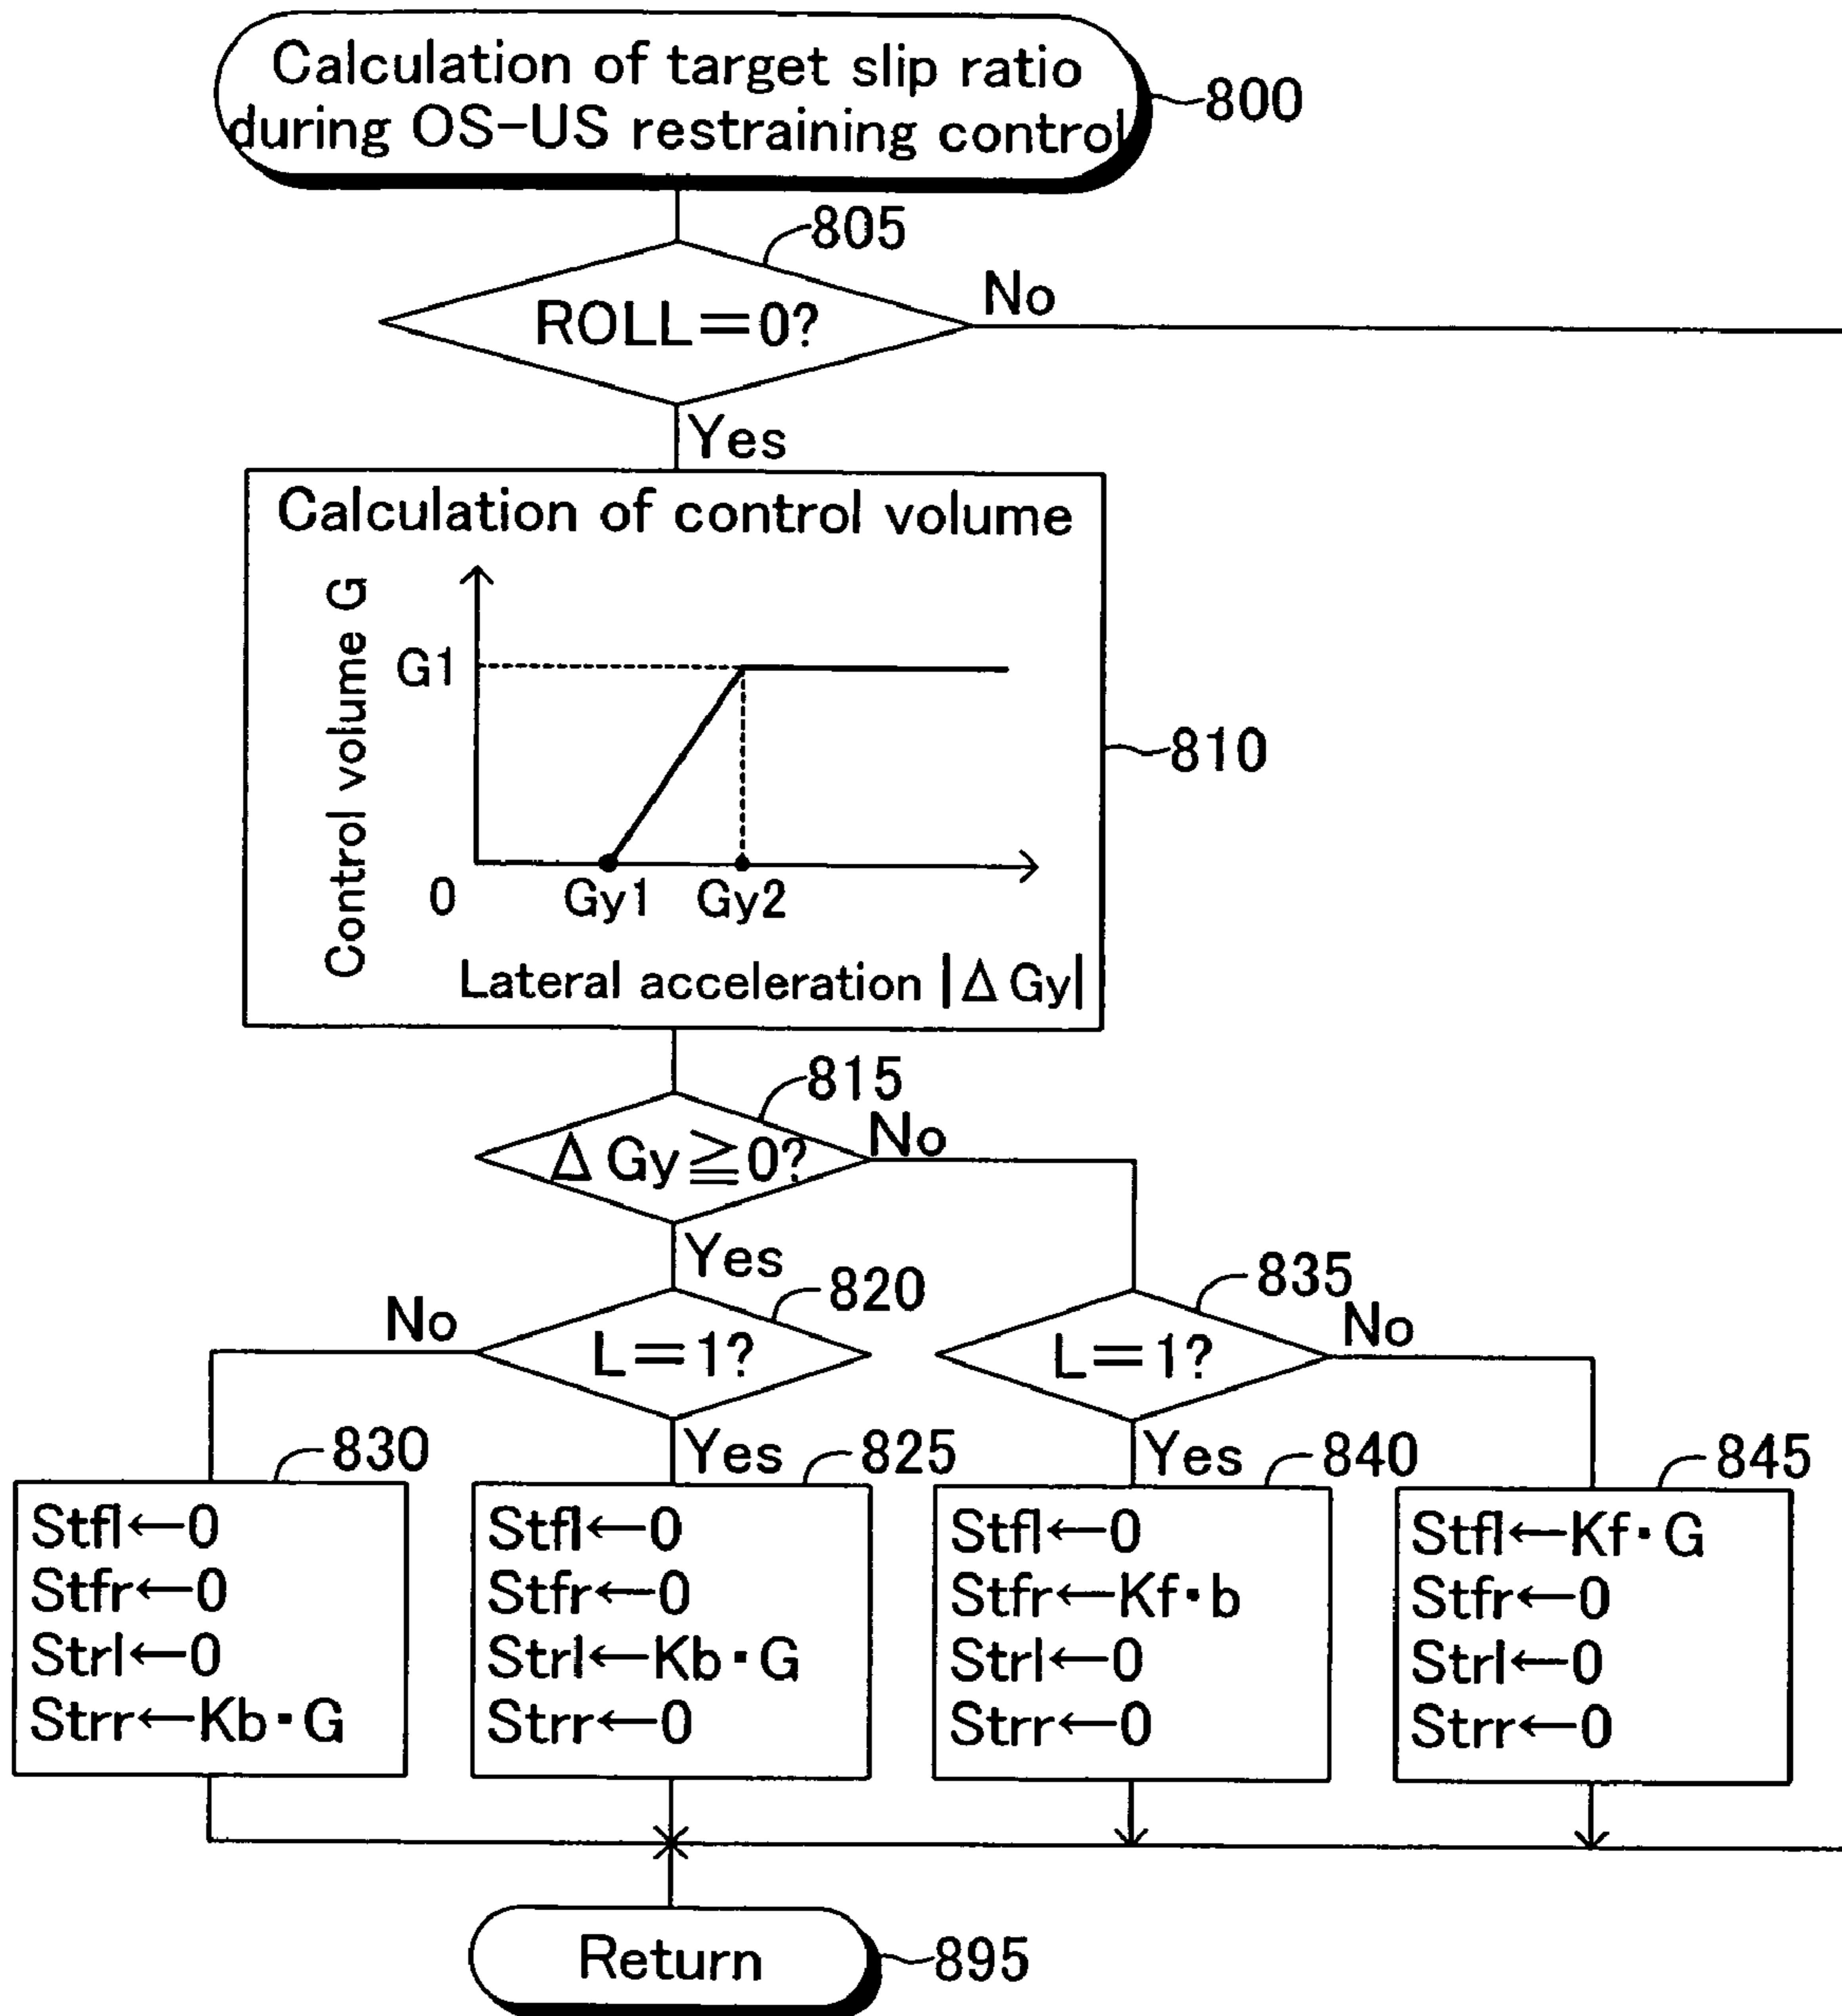 Calculation of target slip ratio
during OS-US restraining control
800
805
ROLL=0?
No
Yes
Calculation of control volume
Control volume G
G1
0
Gy1
Gy2
Lateral acceleration |Δ Gy|
810
815
Δ Gy≧0?
No
Yes
820
L=1?
No
Yes
835
L=1?
No
Yes
830
Stfl←0
Stfr←0
Strl←0
Strr←Kb·G
825
Stfl←0
Stfr←0
Strl←Kb·G
Strr←0
840
Stfl←0
Stfr←Kf·b
Strl←0
Strr←0
845
Stfl←Kf·G
Stfr←0
Strl←0
Strr←0
Return
895